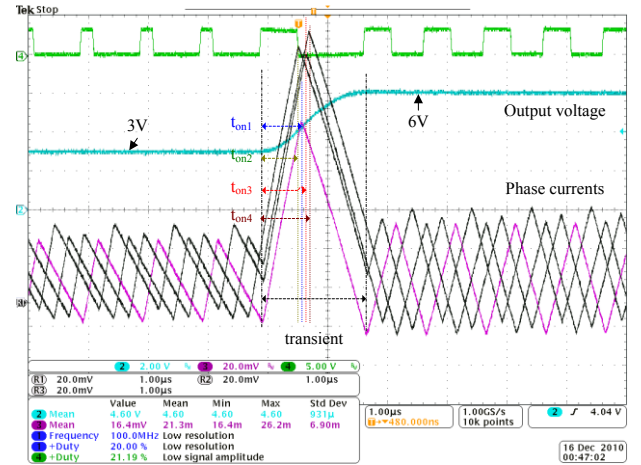 Tek Stop
T
T
4
3V
6V
Output voltage
ton1
ton2
ton3
ton4
2
Phase currents
transient
2 2.00 V % 3 20.0mV % 4 5.00 V %
R1 20.0mV 1.00µs R2 20.0mV 1.00µs
R3 20.0mV 1.00µs
Value Mean Min Max Std Dev
2 Mean 4.60 V 4.60 4.60 4.60 931µ
3 Mean 16.4mV 21.3m 16.4m 26.2m 6.90m
1 Frequency 100.0MHz Low resolution
1 +Duty 20.00 % Low resolution
4 +Duty 21.19 % Low signal amplitude
1.00µs 1.00GS/s 2 4.04 V
T 480.000ns 10k points
16 Dec 2010
00:47:02